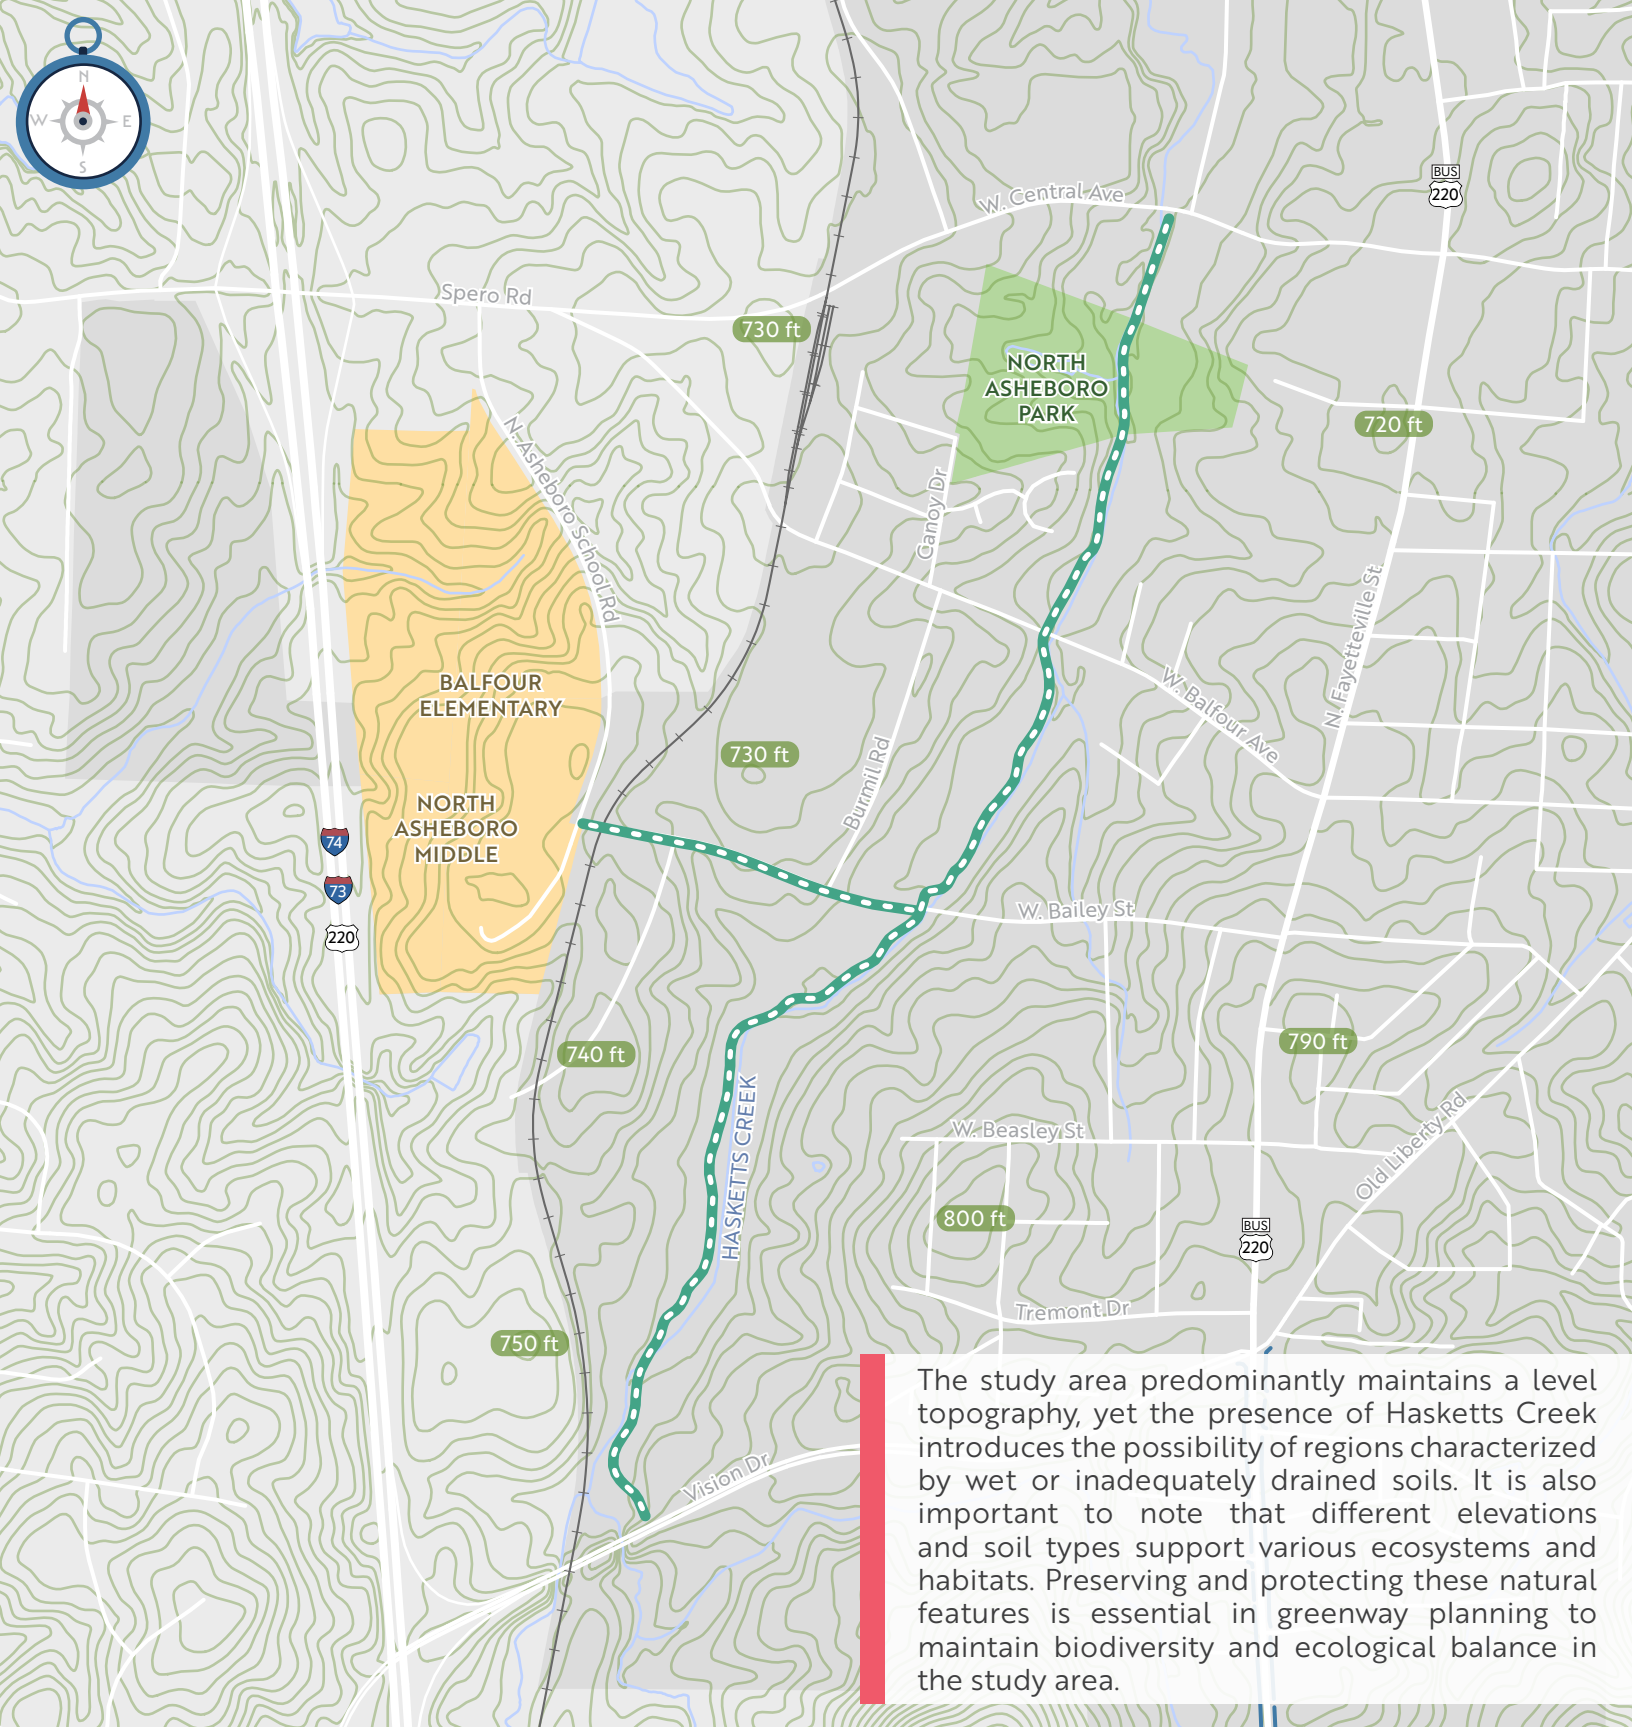 N
W
E
S
W. Central Ave
BUS
220
Spero Rd
730 ft
NORTH
ASHEBORO
PARK
720 ft
N. Asheboro School Rd
Canoy Dr
N. Fayetteville St
BALFOUR
ELEMENTARY
W. Balfour Ave
730 ft
Burmil Rd
NORTH
ASHEBORO
MIDDLE
74
73
220
W. Bailey St
740 ft
790 ft
HASKETTS CREEK
W. Beasley St
Old Liberty Rd
800 ft
BUS
220
Tremont Dr
750 ft
Vision Dr
The study area predominantly maintains a level
topography, yet the presence of Hasketts Creek
introduces the possibility of regions characterized
by wet or inadequately drained soils. It is also
important to note that different elevations
and soil types support various ecosystems and
habitats. Preserving and protecting these natural
features is essential in greenway planning to
maintain biodiversity and ecological balance in
the study area.